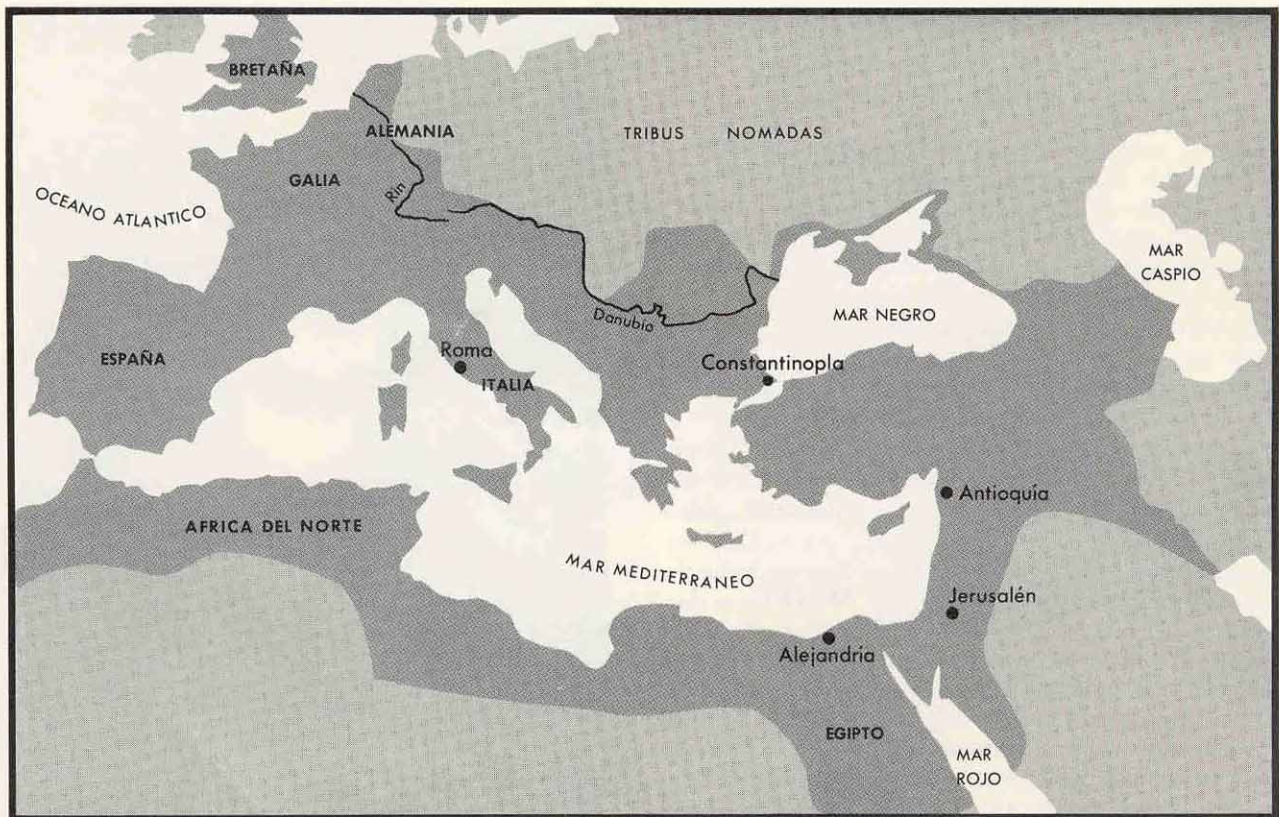 BRETAÑA
ALEMANIA
TRIBUS NOMADAS
GALIA
Rin
OCEANO ATLANTICO
MAR
CASPIO
Danubio
MAR NEGRO
ESPAÑA
Roma
ITALIA
Constantinopla
Antioquía
AFRICA DEL NORTE
MAR MEDITERRANEO
Jerusalén
Alejandría
EGIPTO
MAR
ROJO